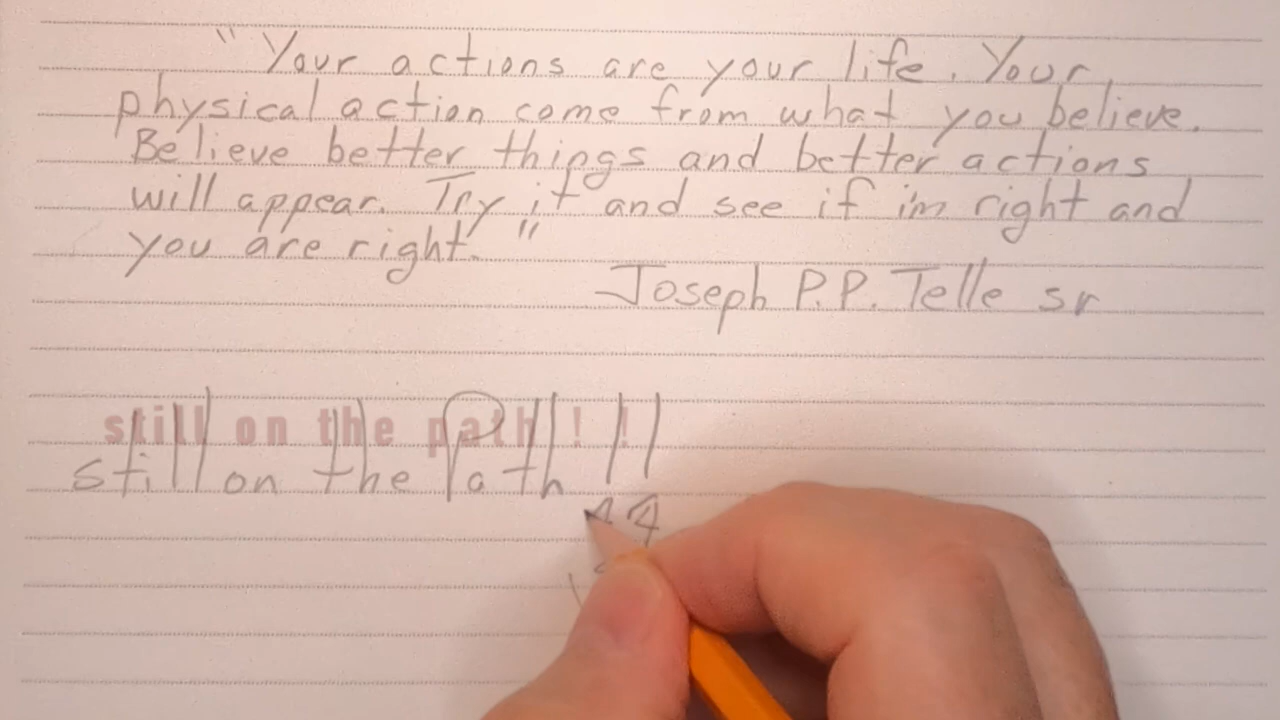 "Your actions are your life. Your
physical action come from what you believe.
Believe better things and better actions
will appear. Try it and see if im right and
you are right."
Joseph P.P. Telle sr
still on the path ! !
still on the Path !!